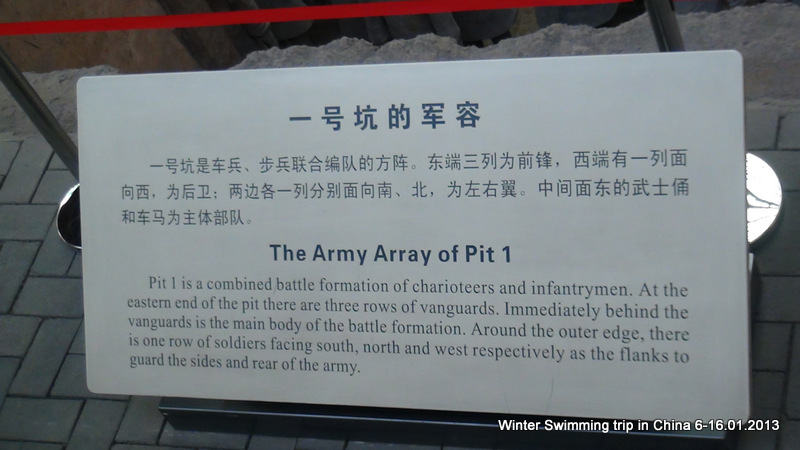 一号坑的军容
一号坑是车兵、步兵联合编队的方阵。东端三列为前锋，西端有一列面
向西，为后卫；两边各一列分别面向南、北，为左右翼。中间面东的武士俑
和车马为主体部队。
The Army Array of Pit 1
Pit 1 is a combined battle formation of charioteers and infantrymen. At the
eastern end of the pit there are three rows of vanguards. Immediately behind the
vanguards is the main body of the battle formation. Around the outer edge, there
is one row of soldiers facing south, north and west respectively as the flanks to
guard the sides and rear of the army.
Winter Swimming trip in China 6-16.01.2013